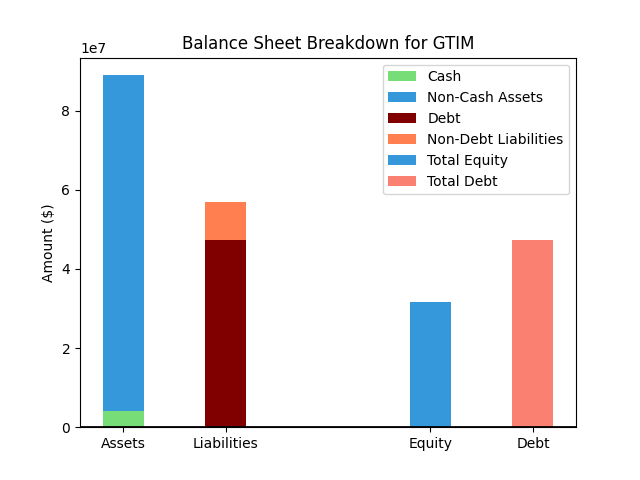 Balance Sheet Breakdown for GTIM
1e7
Cash
Non-Cash Assets
Debt
Non-Debt Liabilities
Total Equity
Total Debt
Amount ($)
8
6
4
2
0
Assets Liabilities Equity Debt